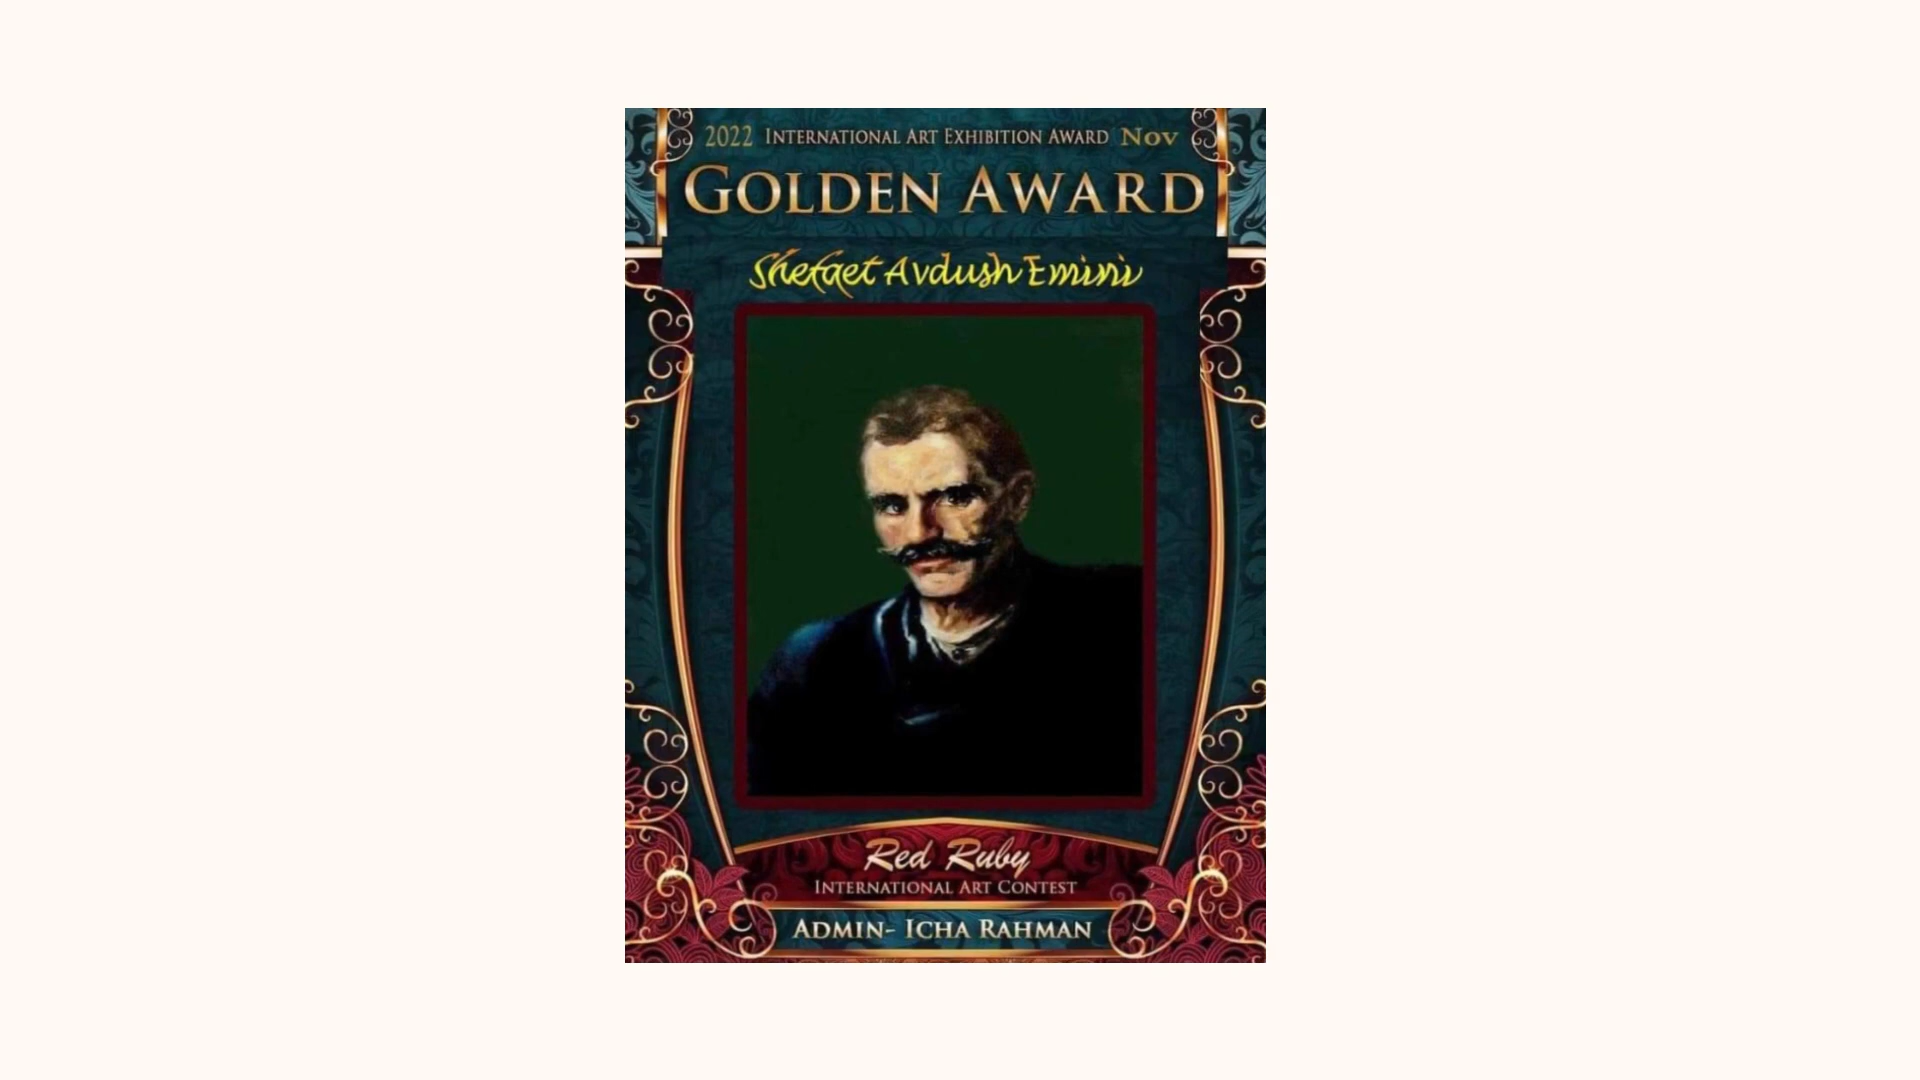 2022 International Art Exhibition Award Nov
Golden Award
Shefqet Avdush Emini
Red Ruby
International Art Contest
Admin- Icha Rahman